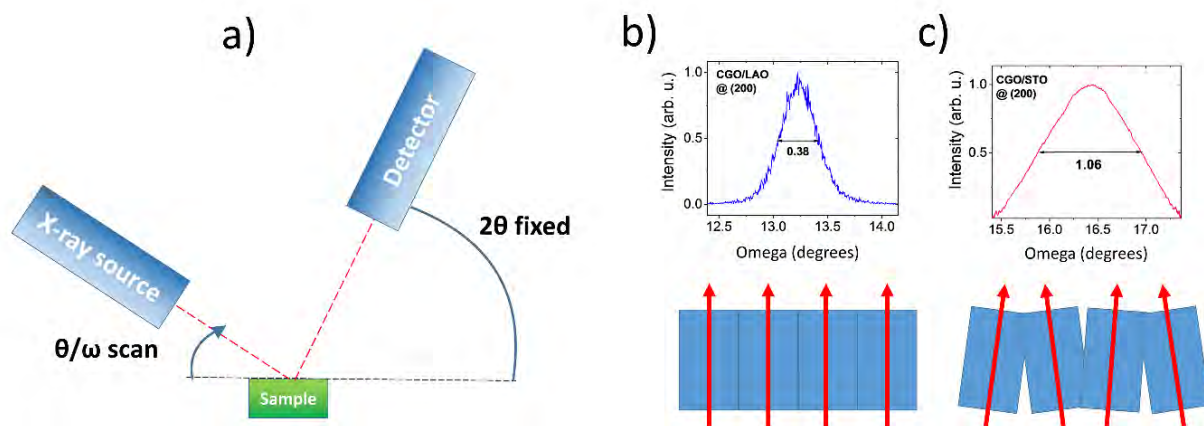 a)
X-ray source
Detector
2θ fixed
θ/ω scan
Sample
b)
CGO/LAO
@ (200)
Intensity (arb. u.)
1.0
0.5
0.0
0.38
12.5 13.0 13.5 14.0
Omega (degrees)
c)
CGO/STO
@ (200)
Intensity (arb. u.)
1.0
0.5
1.06
15.5 16.0 16.5 17.0
Omega (degrees)